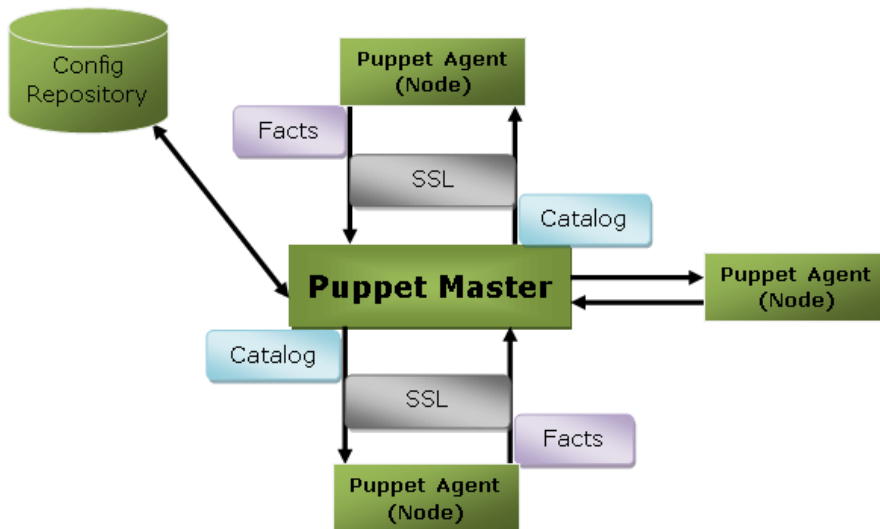 Config
Repository
Puppet Agent
(Node)
Facts
SSL
Catalog
Puppet Master
Puppet Agent
(Node)
Catalog
SSL
Facts
Puppet Agent
(Node)